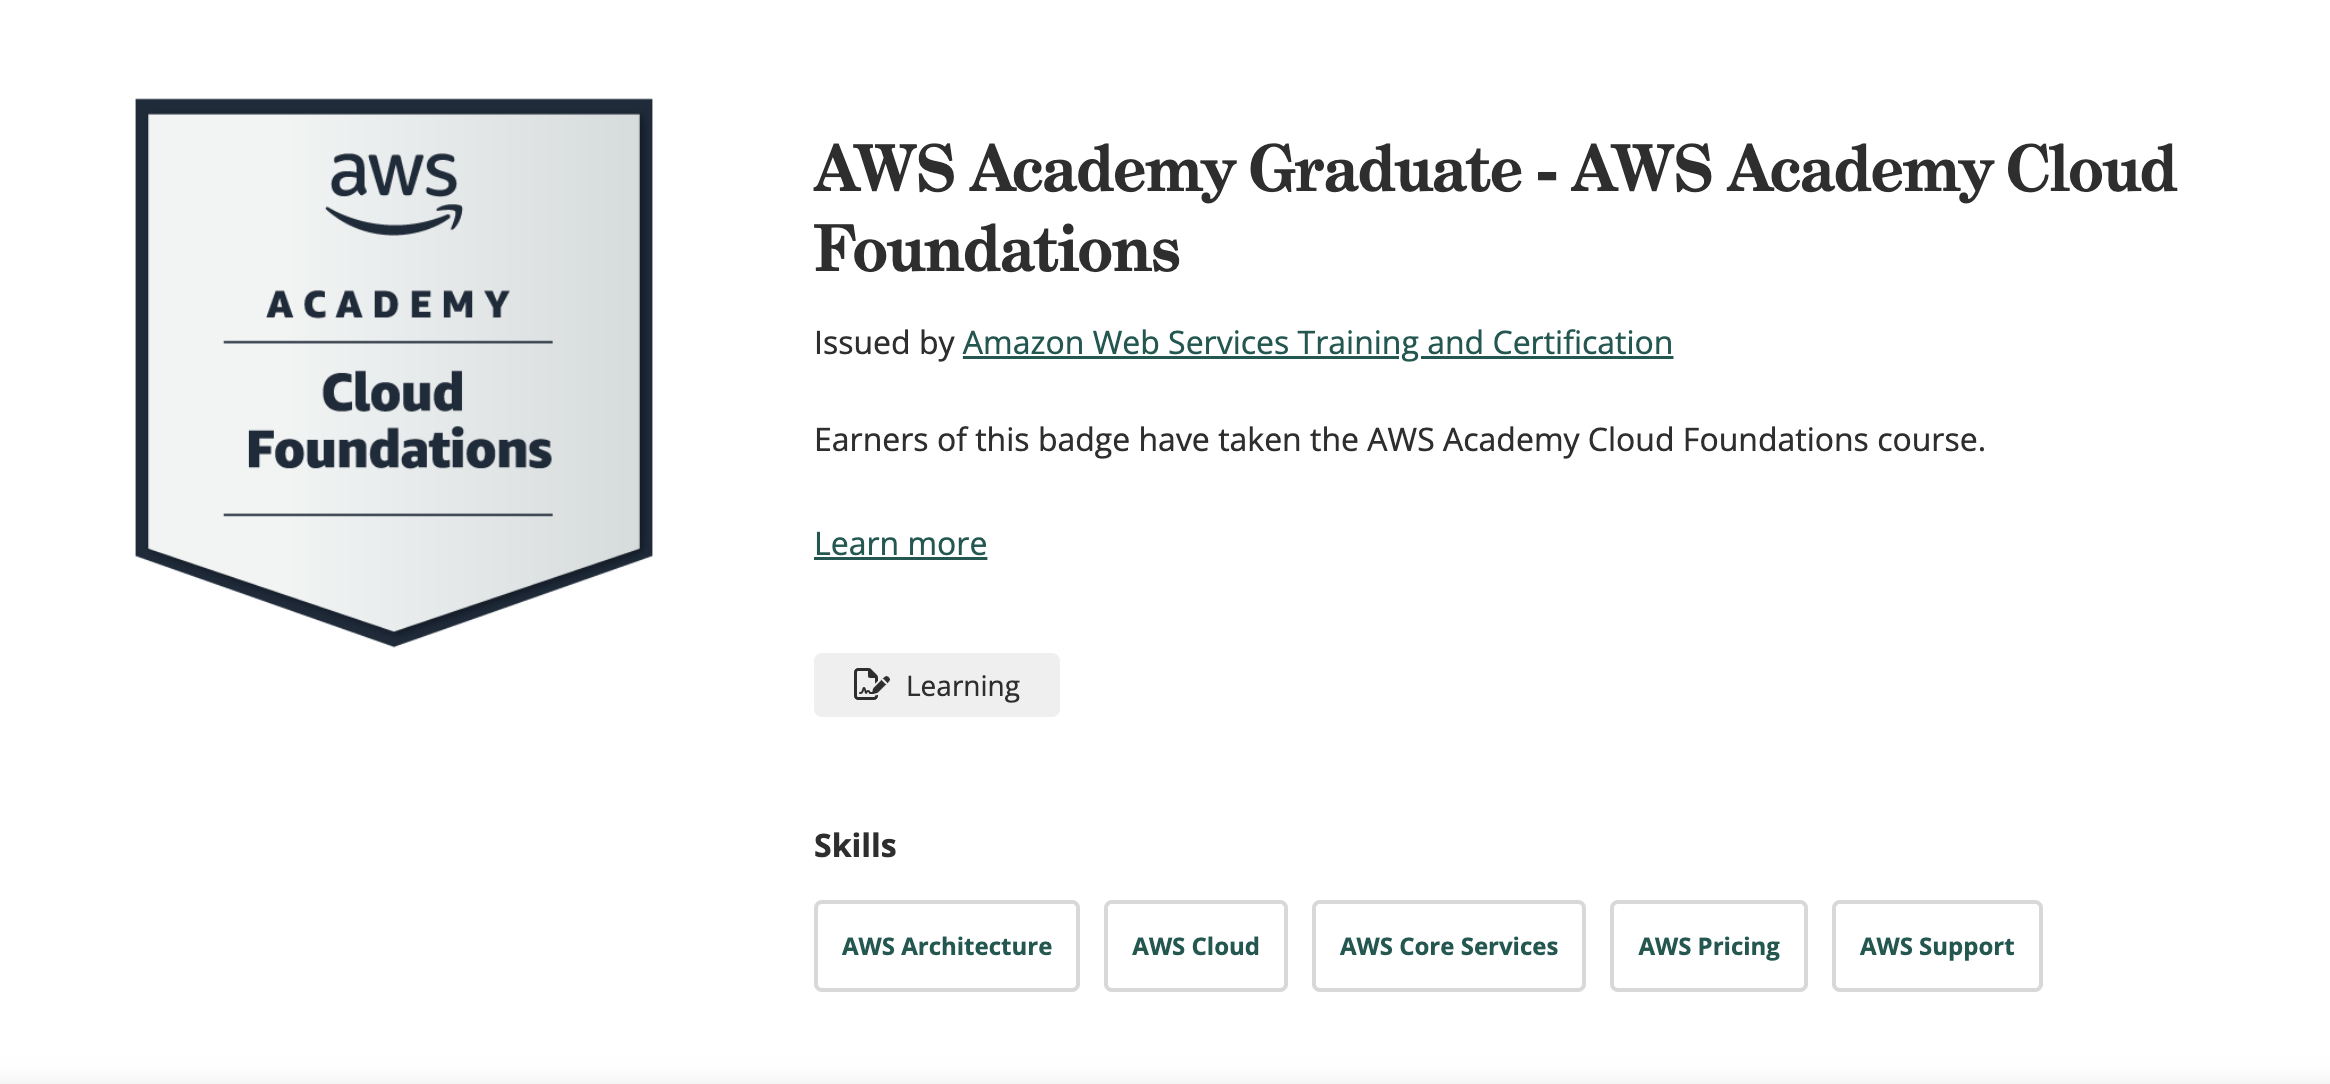 aws
ACADEMY
Cloud
Foundations
AWS Academy Graduate - AWS Academy Cloud
Foundations
Issued by Amazon Web Services Training and Certification
Earners of this badge have taken the AWS Academy Cloud Foundations course.
Learn more
Learning
Skills
AWS Architecture
AWS Cloud
AWS Core Services
AWS Pricing
AWS Support